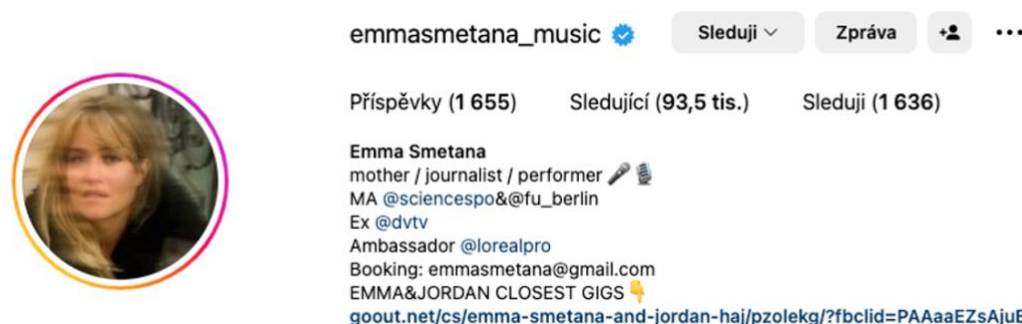 emmasmetana_music Sleduji Zpráva
Příspěvky (1 655) Sledující (93,5 tis.) Sleduji (1 636)
Emma Smetana
mother / journalist / performer 🎤🎙️
MA @sciencespo&@fu_berlin
Ex @dvtv
Ambassador @lorealpro
Booking: emmasmetana@gmail.com
EMMA&JORDAN CLOSEST GIGS👇
goout.net/cs/emma-smetana-and-jordan-haj/pzolekg/?fbclid=PAAaaEZsAjuE